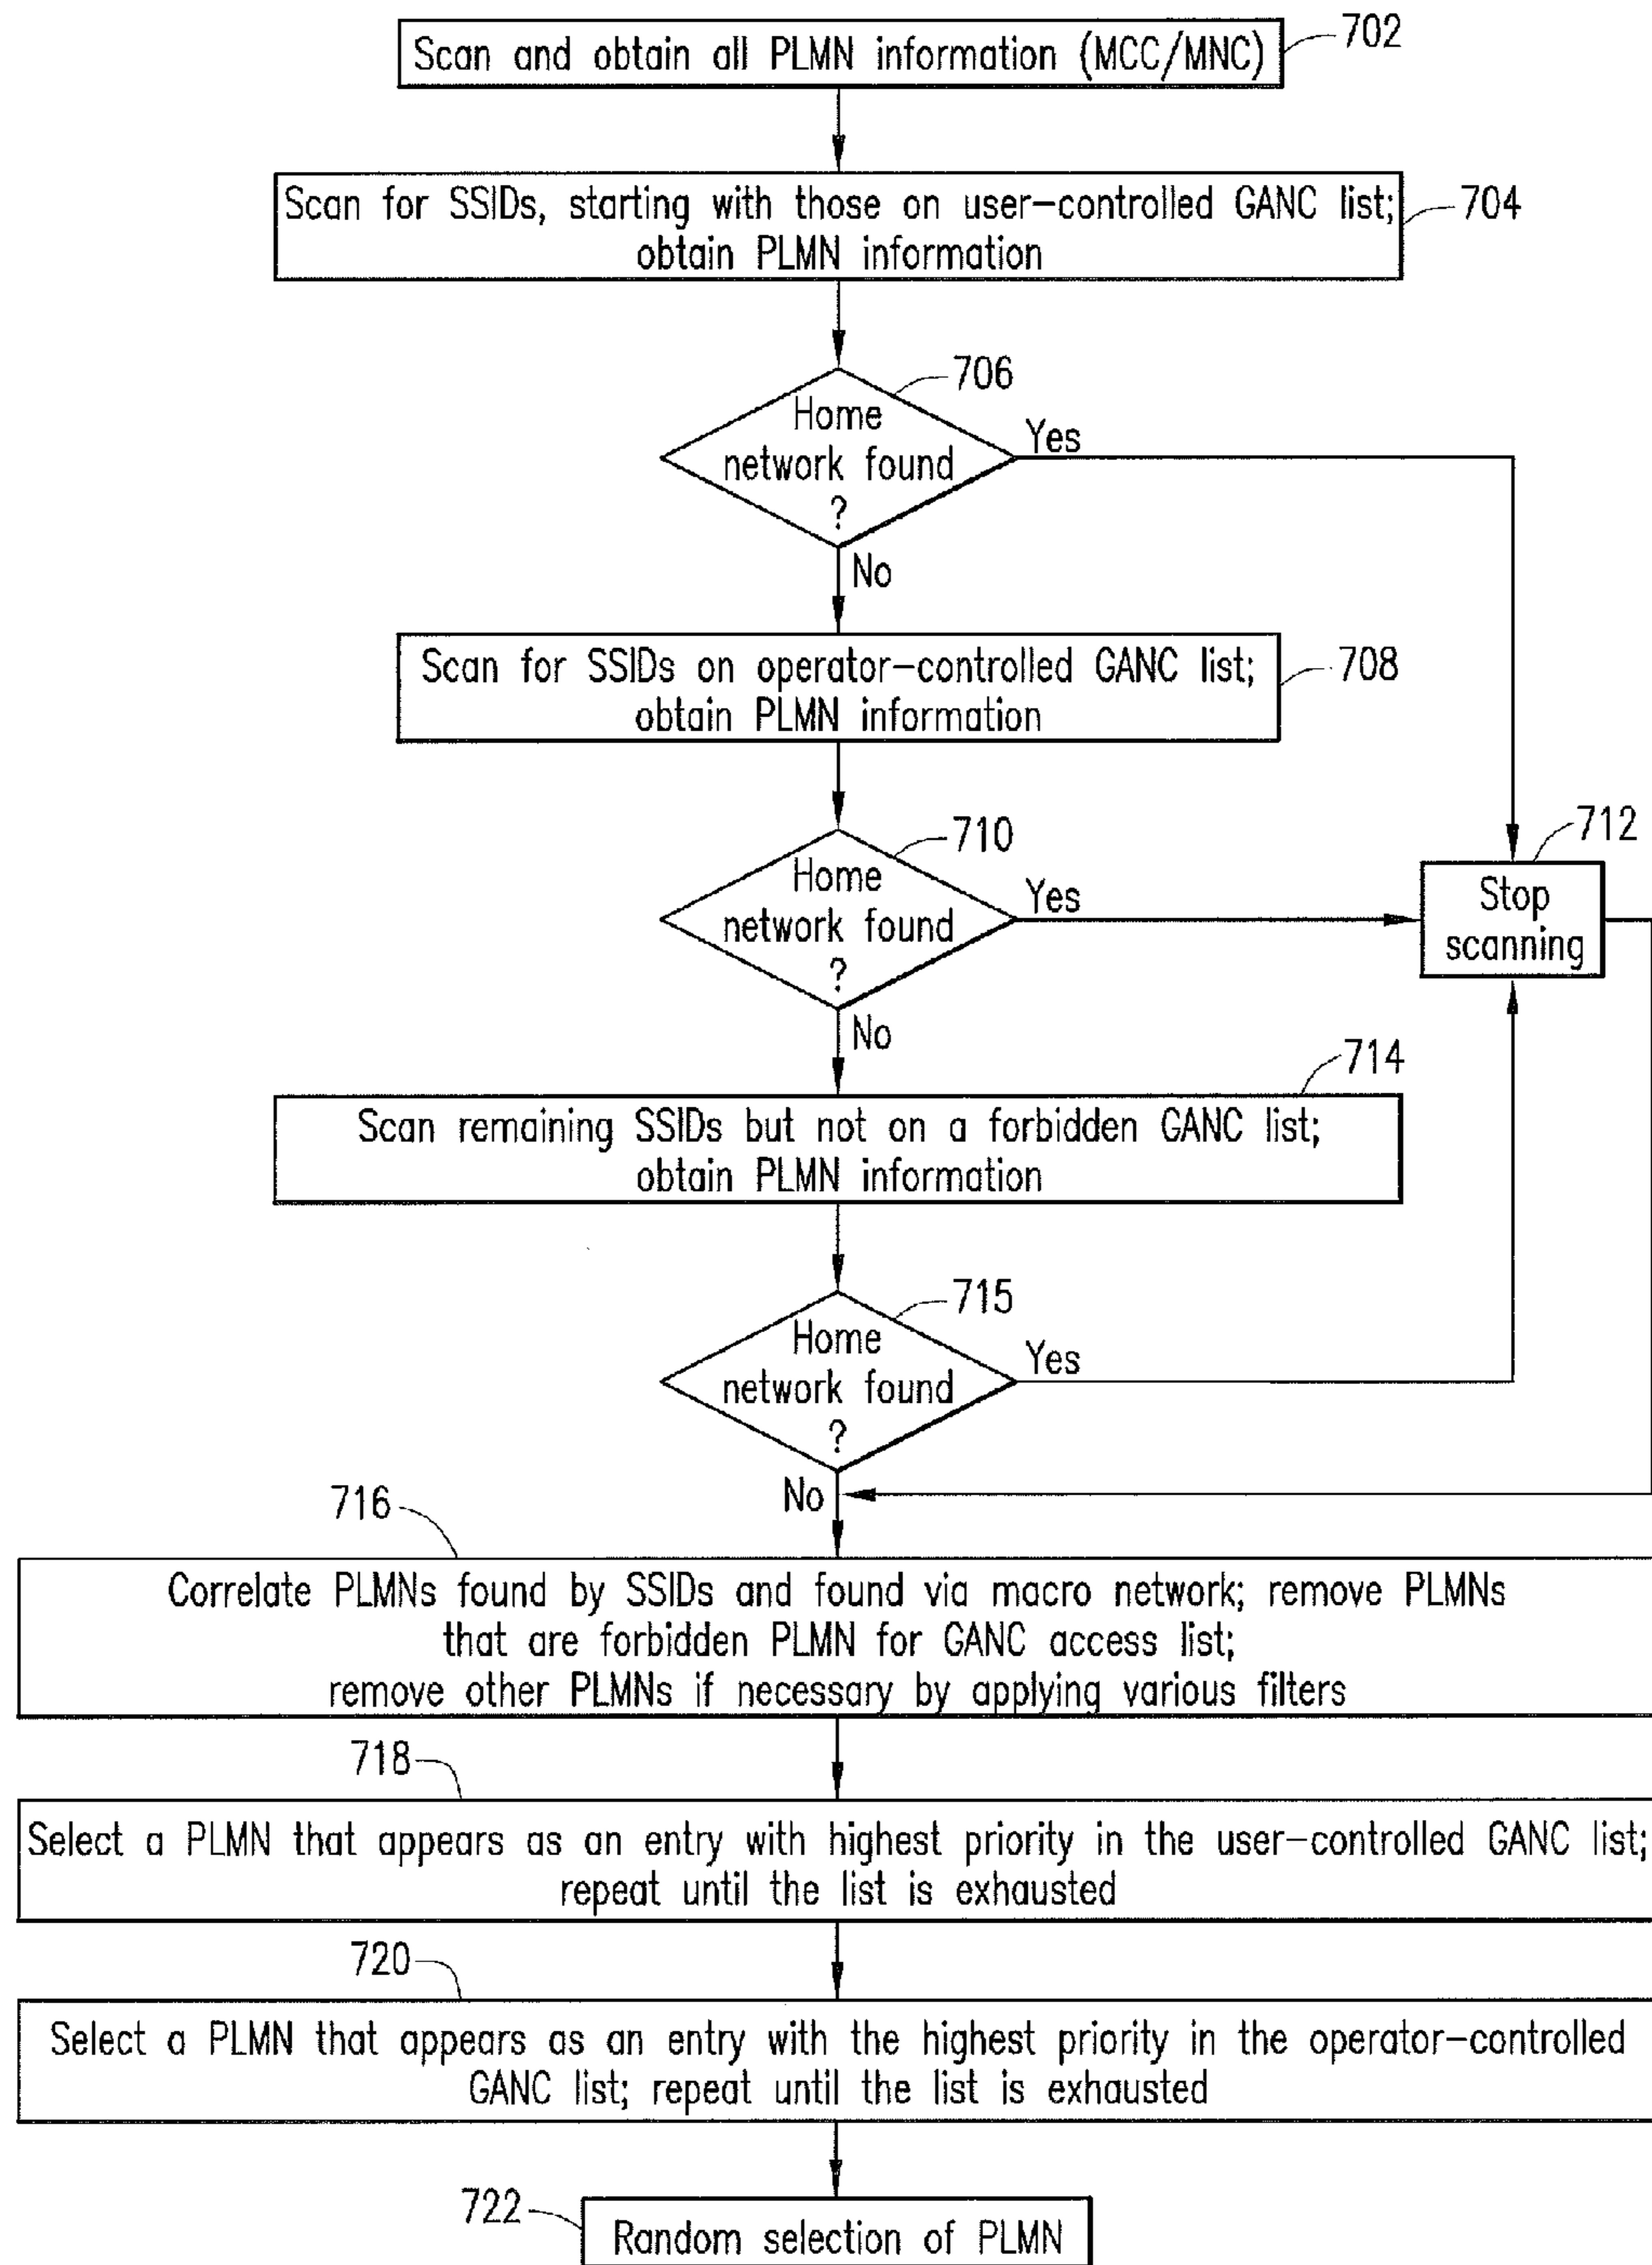 Scan and obtain all PLMN information (MCC/MNC)
702
Scan for SSIDs, starting with those on user-controlled GANC list;
obtain PLMN information
704
706
Home
network found
?
Yes
No
Scan for SSIDs on operator-controlled GANC list;
obtain PLMN information
708
710
Home
network found
?
Yes
No
712
Stop
scanning
714
Scan remaining SSIDs but not on a forbidden GANC list;
obtain PLMN information
715
Home
network found
?
Yes
No
716
Correlate PLMNs found by SSIDs and found via macro network; remove PLMNs
that are forbidden PLMN for GANC access list;
remove other PLMNs if necessary by applying various filters
718
Select a PLMN that appears as an entry with highest priority in the user-controlled GANC list;
repeat until the list is exhausted
720
Select a PLMN that appears as an entry with the highest priority in the operator-controlled
GANC list; repeat until the list is exhausted
722
Random selection of PLMN